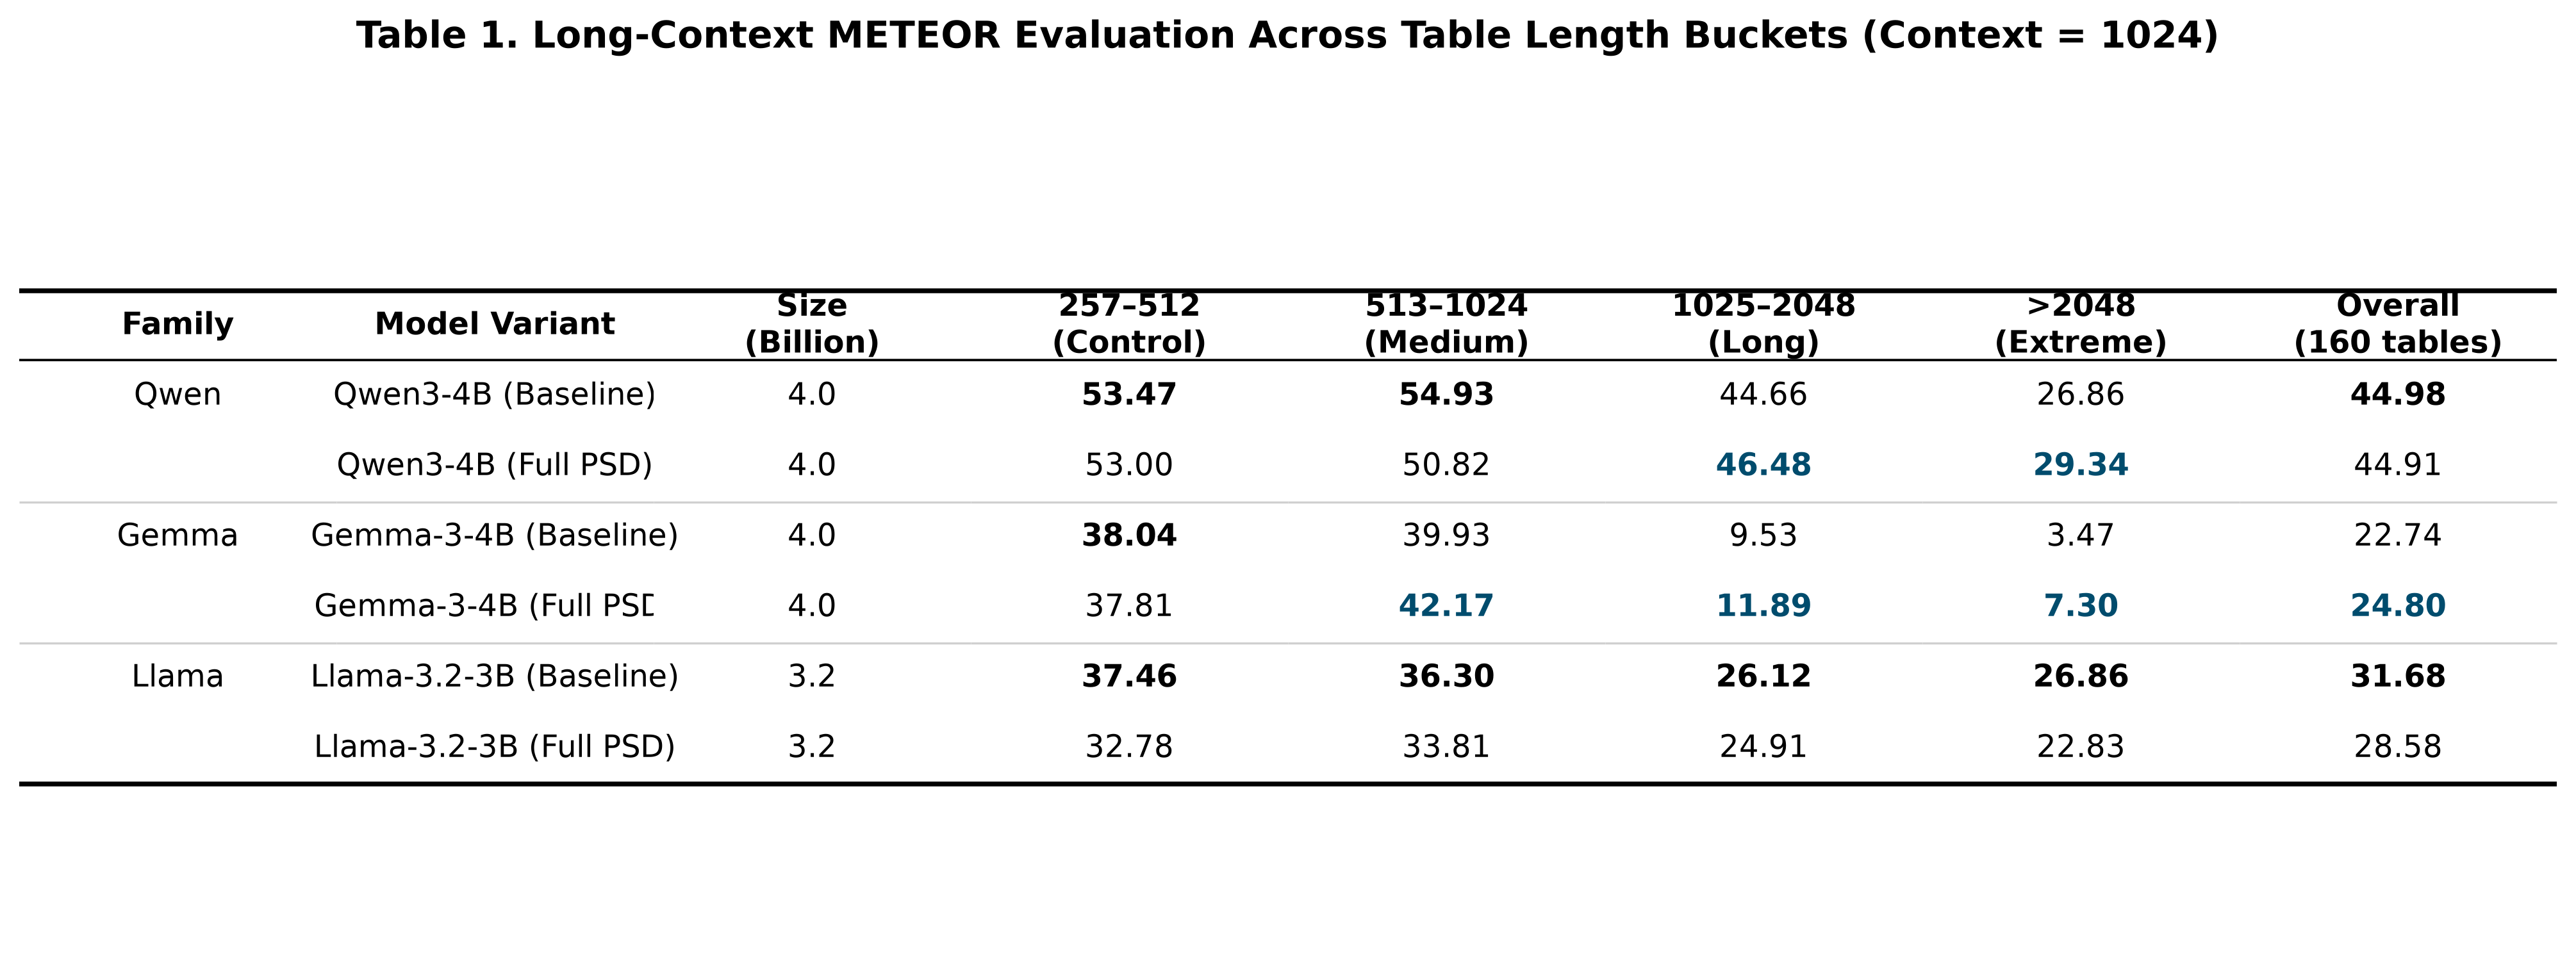 Table 1. Long-Context METEOR Evaluation Across Table Length Buckets (Context = 1024)
Family Model Variant Size (Billion) 257–512 (Control) 513–1024 (Medium) 1025–2048 (Long) >2048 (Extreme) Overall (160 tables)
Qwen Qwen3-4B (Baseline) 4.0 53.47 54.93 44.66 26.86 44.98
Qwen3-4B (Full PSD) 4.0 53.00 50.82 46.48 29.34 44.91
Gemma Gemma-3-4B (Baseline) 4.0 38.04 39.93 9.53 3.47 22.74
Gemma-3-4B (Full PSD 4.0 37.81 42.17 11.89 7.30 24.80
Llama Llama-3.2-3B (Baseline) 3.2 37.46 36.30 26.12 26.86 31.68
Llama-3.2-3B (Full PSD) 3.2 32.78 33.81 24.91 22.83 28.58